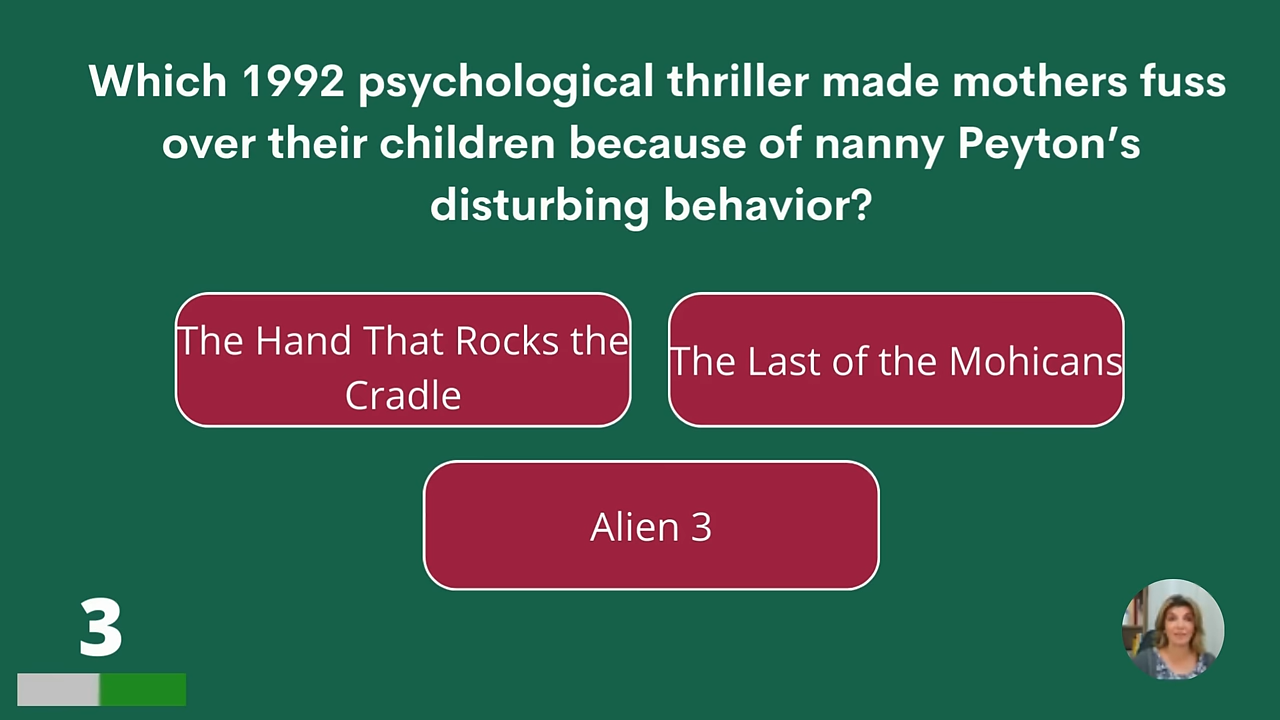 Which 1992 psychological thriller made mothers fuss
over their children because of nanny Peyton’s
disturbing behavior?
The Hand That Rocks the
Cradle
The Last of the Mohicans
Alien 3
3